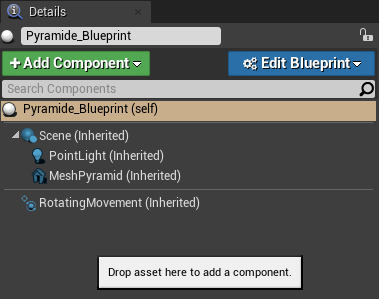 Details
Pyramide_Blueprint
+ Add Component
Edit Blueprint
Search Components
Pyramide_Blueprint (self)
Scene (Inherited)
PointLight (Inherited)
MeshPyramid (Inherited)
RotatingMovement (Inherited)
Drop asset here to add a component.